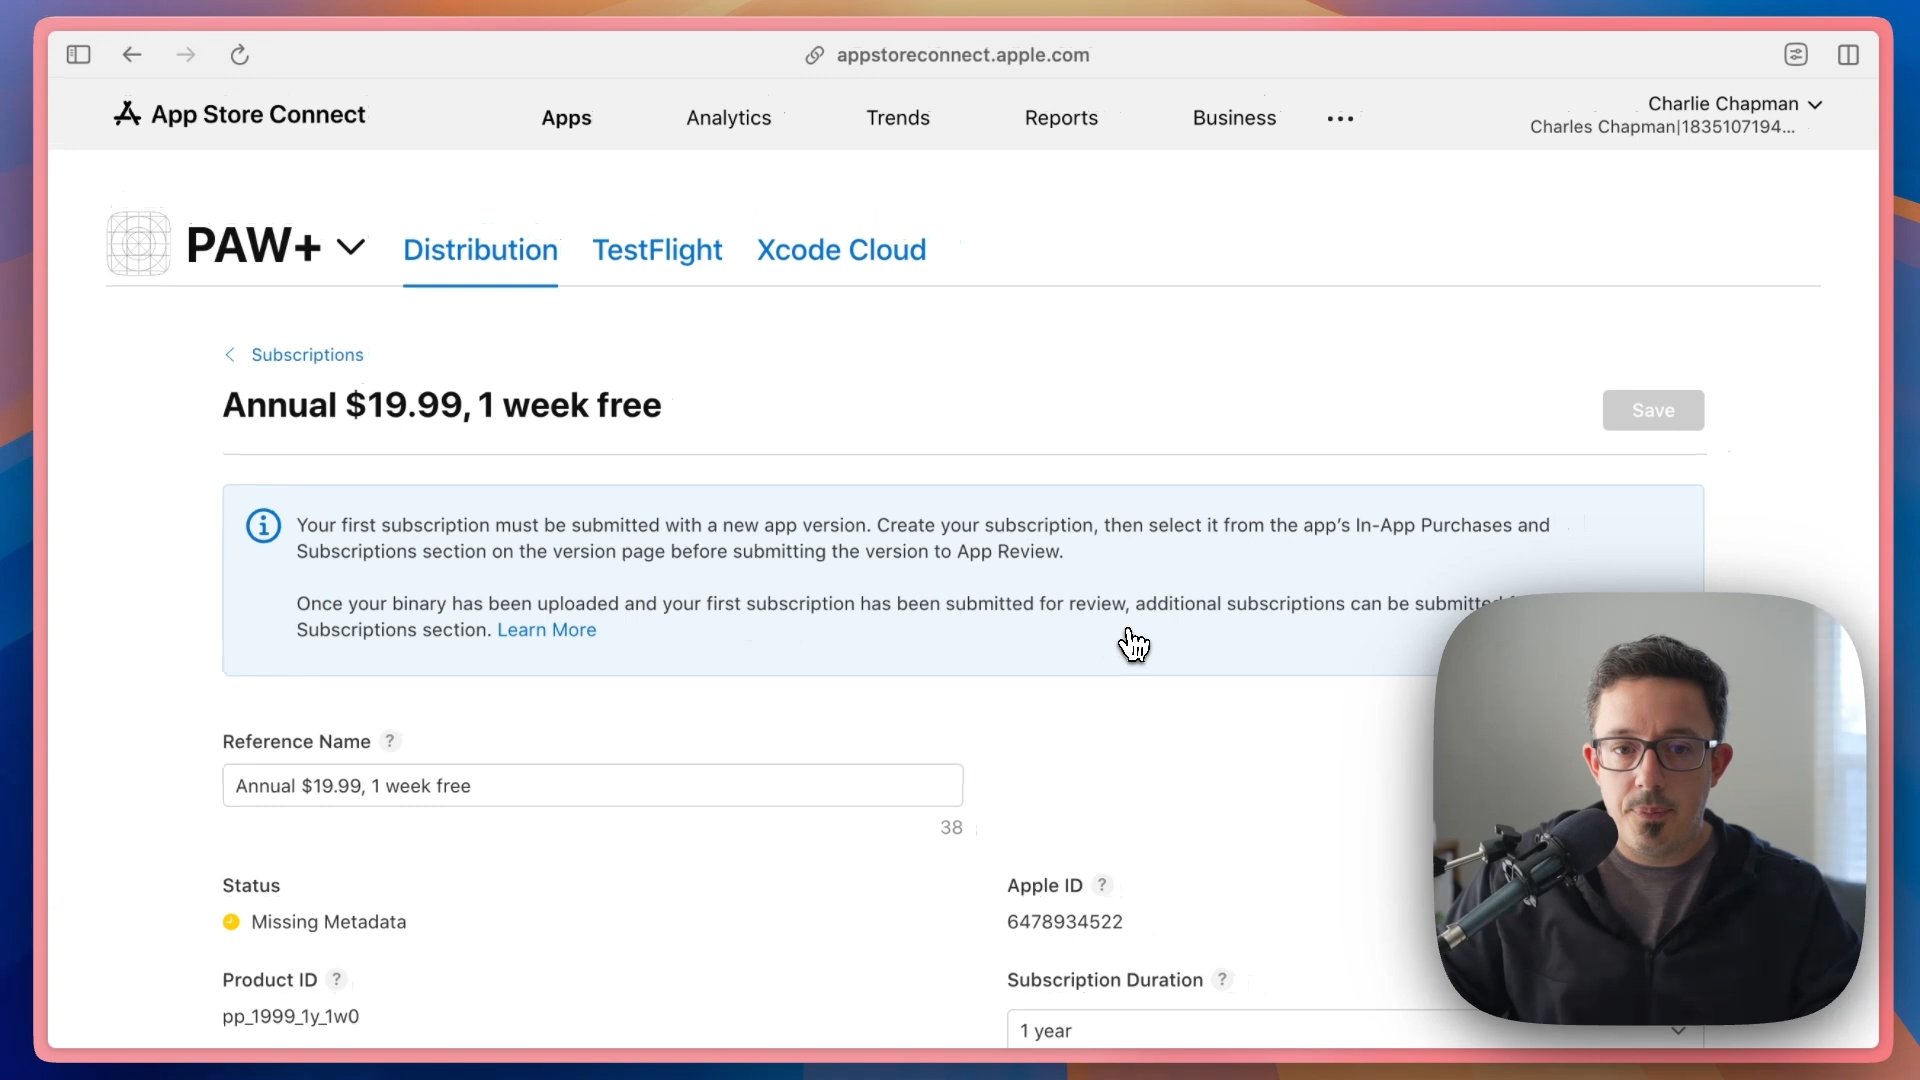 appstoreconnect.apple.com
App Store Connect
Apps
Analytics
Trends
Reports
Business
Charlie Chapman
Charles Chapman|1835107194...
PAW+
Distribution
TestFlight
Xcode Cloud
Subscriptions
Annual $19.99, 1 week free
Save
Your first subscription must be submitted with a new app version. Create your subscription, then select it from the app's In-App Purchases and
Subscriptions section on the version page before submitting the version to App Review.
Once your binary has been uploaded and your first subscription has been submitted for review, additional subscriptions can be submitted
Subscriptions section. Learn More
Reference Name ?
Annual $19.99, 1 week free
38
Status
Missing Metadata
Apple ID ?
6478934522
Product ID ?
pp_1999_1y_1w0
Subscription Duration ?
1 year